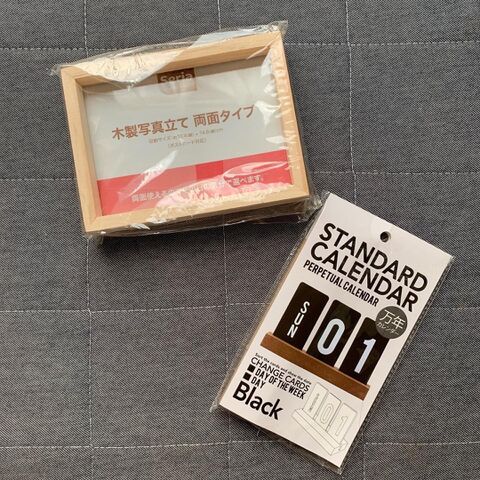 Seria
木製写真立て 両面タイプ
STANDARD
CALENDAR
PERPETUAL CALENDAR
万年
カレンダー
SUN
01
CHANGE CARDS
DAY OF THE WEEK
DAY
Black
01